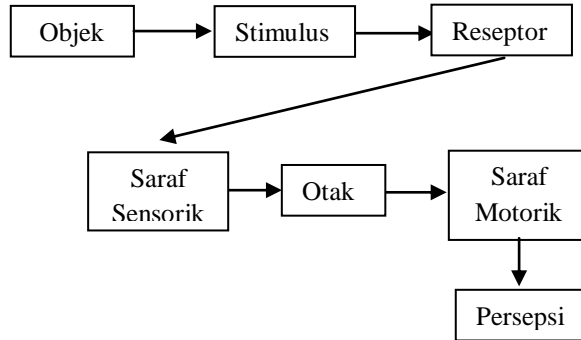 Objek
Stimulus
Reseptor
Saraf
Sensorik
Otak
Saraf
Motorik
Persepsi